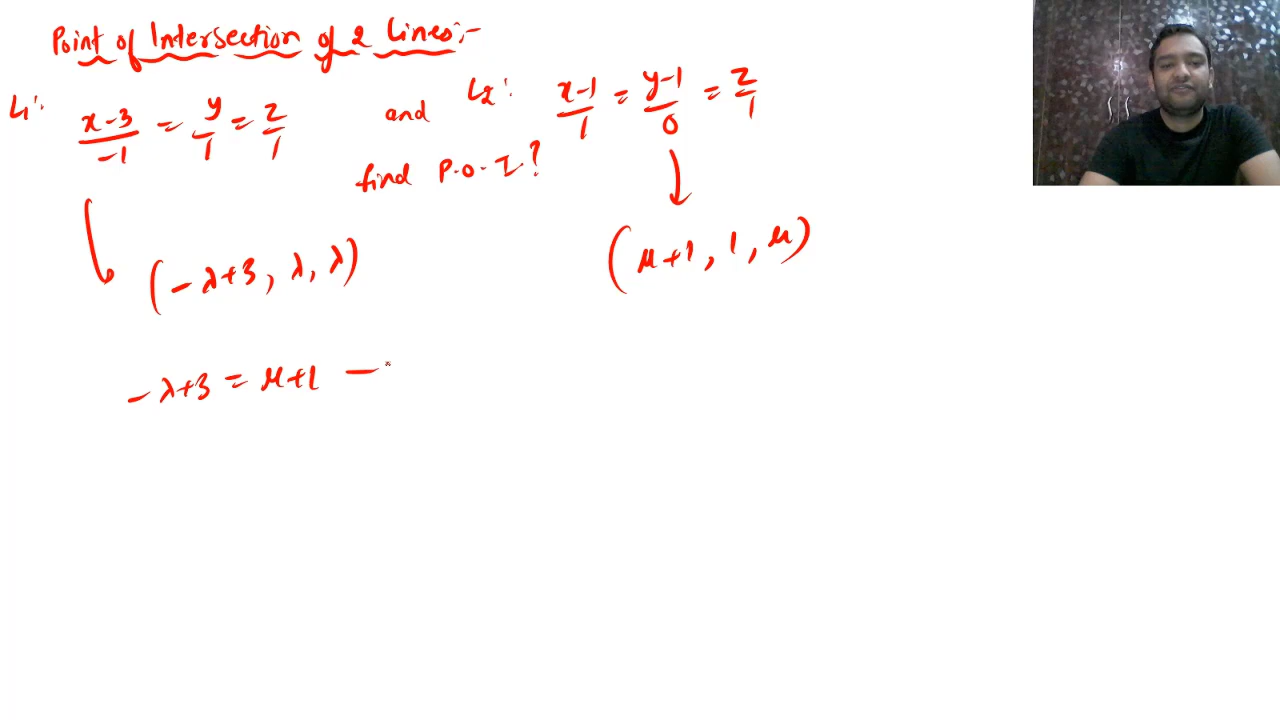 Point of Intersection of 2 Lines:-
L1: x-3/-1 = y/1 = z/1 and L2: x-1/1 = y-1/0 = z/1
find P.O.I?
(-λ+3, λ, λ) (μ+1, 1, μ)
-λ+3 = μ+1 —